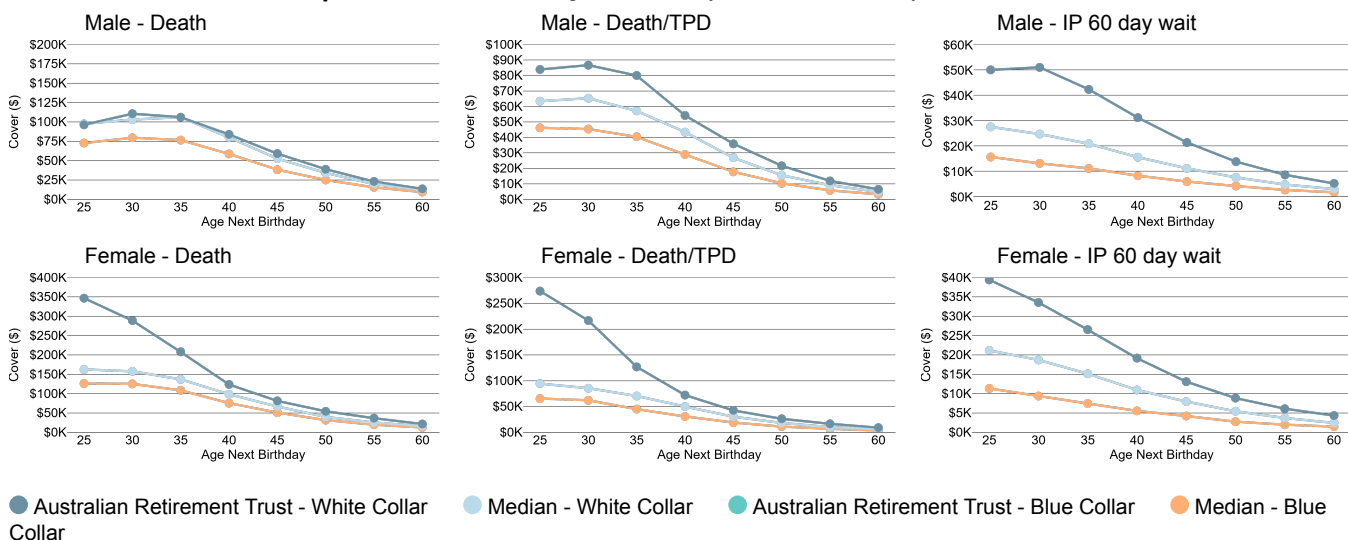 Male - Death
$200K
$175K
$150K
$125K
$100K
$75K
$50K
$25K
$0K
Cover ($)
25 30 35 40 45 50 55 60
Age Next Birthday
Male - Death/TPD
$100K
$90K
$80K
$70K
$60K
$50K
$40K
$30K
$20K
$10K
$0K
Cover ($)
25 30 35 40 45 50 55 60
Age Next Birthday
Male - IP 60 day wait
$60K
$50K
$40K
$30K
$20K
$10K
$0K
Cover ($)
25 30 35 40 45 50 55 60
Age Next Birthday
Female - Death
$400K
$350K
$300K
$250K
$200K
$150K
$100K
$50K
$0K
Cover ($)
25 30 35 40 45 50 55 60
Age Next Birthday
Female - Death/TPD
$300K
$250K
$200K
$150K
$100K
$50K
$0K
Cover ($)
25 30 35 40 45 50 55 60
Age Next Birthday
Female - IP 60 day wait
$40K
$35K
$30K
$25K
$20K
$15K
$10K
$5K
$0K
Cover ($)
25 30 35 40 45 50 55 60
Age Next Birthday
Australian Retirement Trust - White Collar Median - White Collar Australian Retirement Trust - Blue Collar Median - Blue
Collar